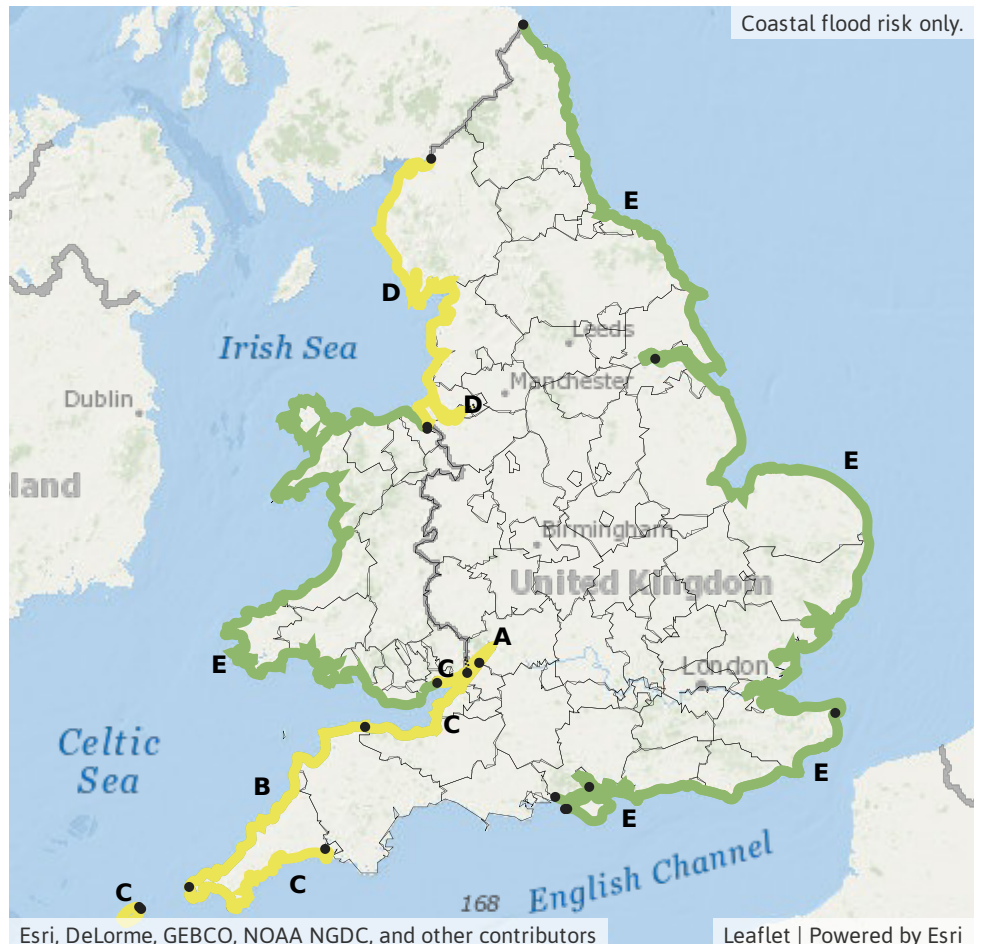 Coastal flood risk only.
E
D
Leeds
Irish Sea
Manchester
Dublin
D
E
land
Birmingham
United Kingdom
A
E
C
London
C
Celtic
Sea
B
E
E
C
English Channel
C
168
Esri, DeLorme, GEBCO, NOAA NGDC, and other contributors
Leaflet | Powered by Esri